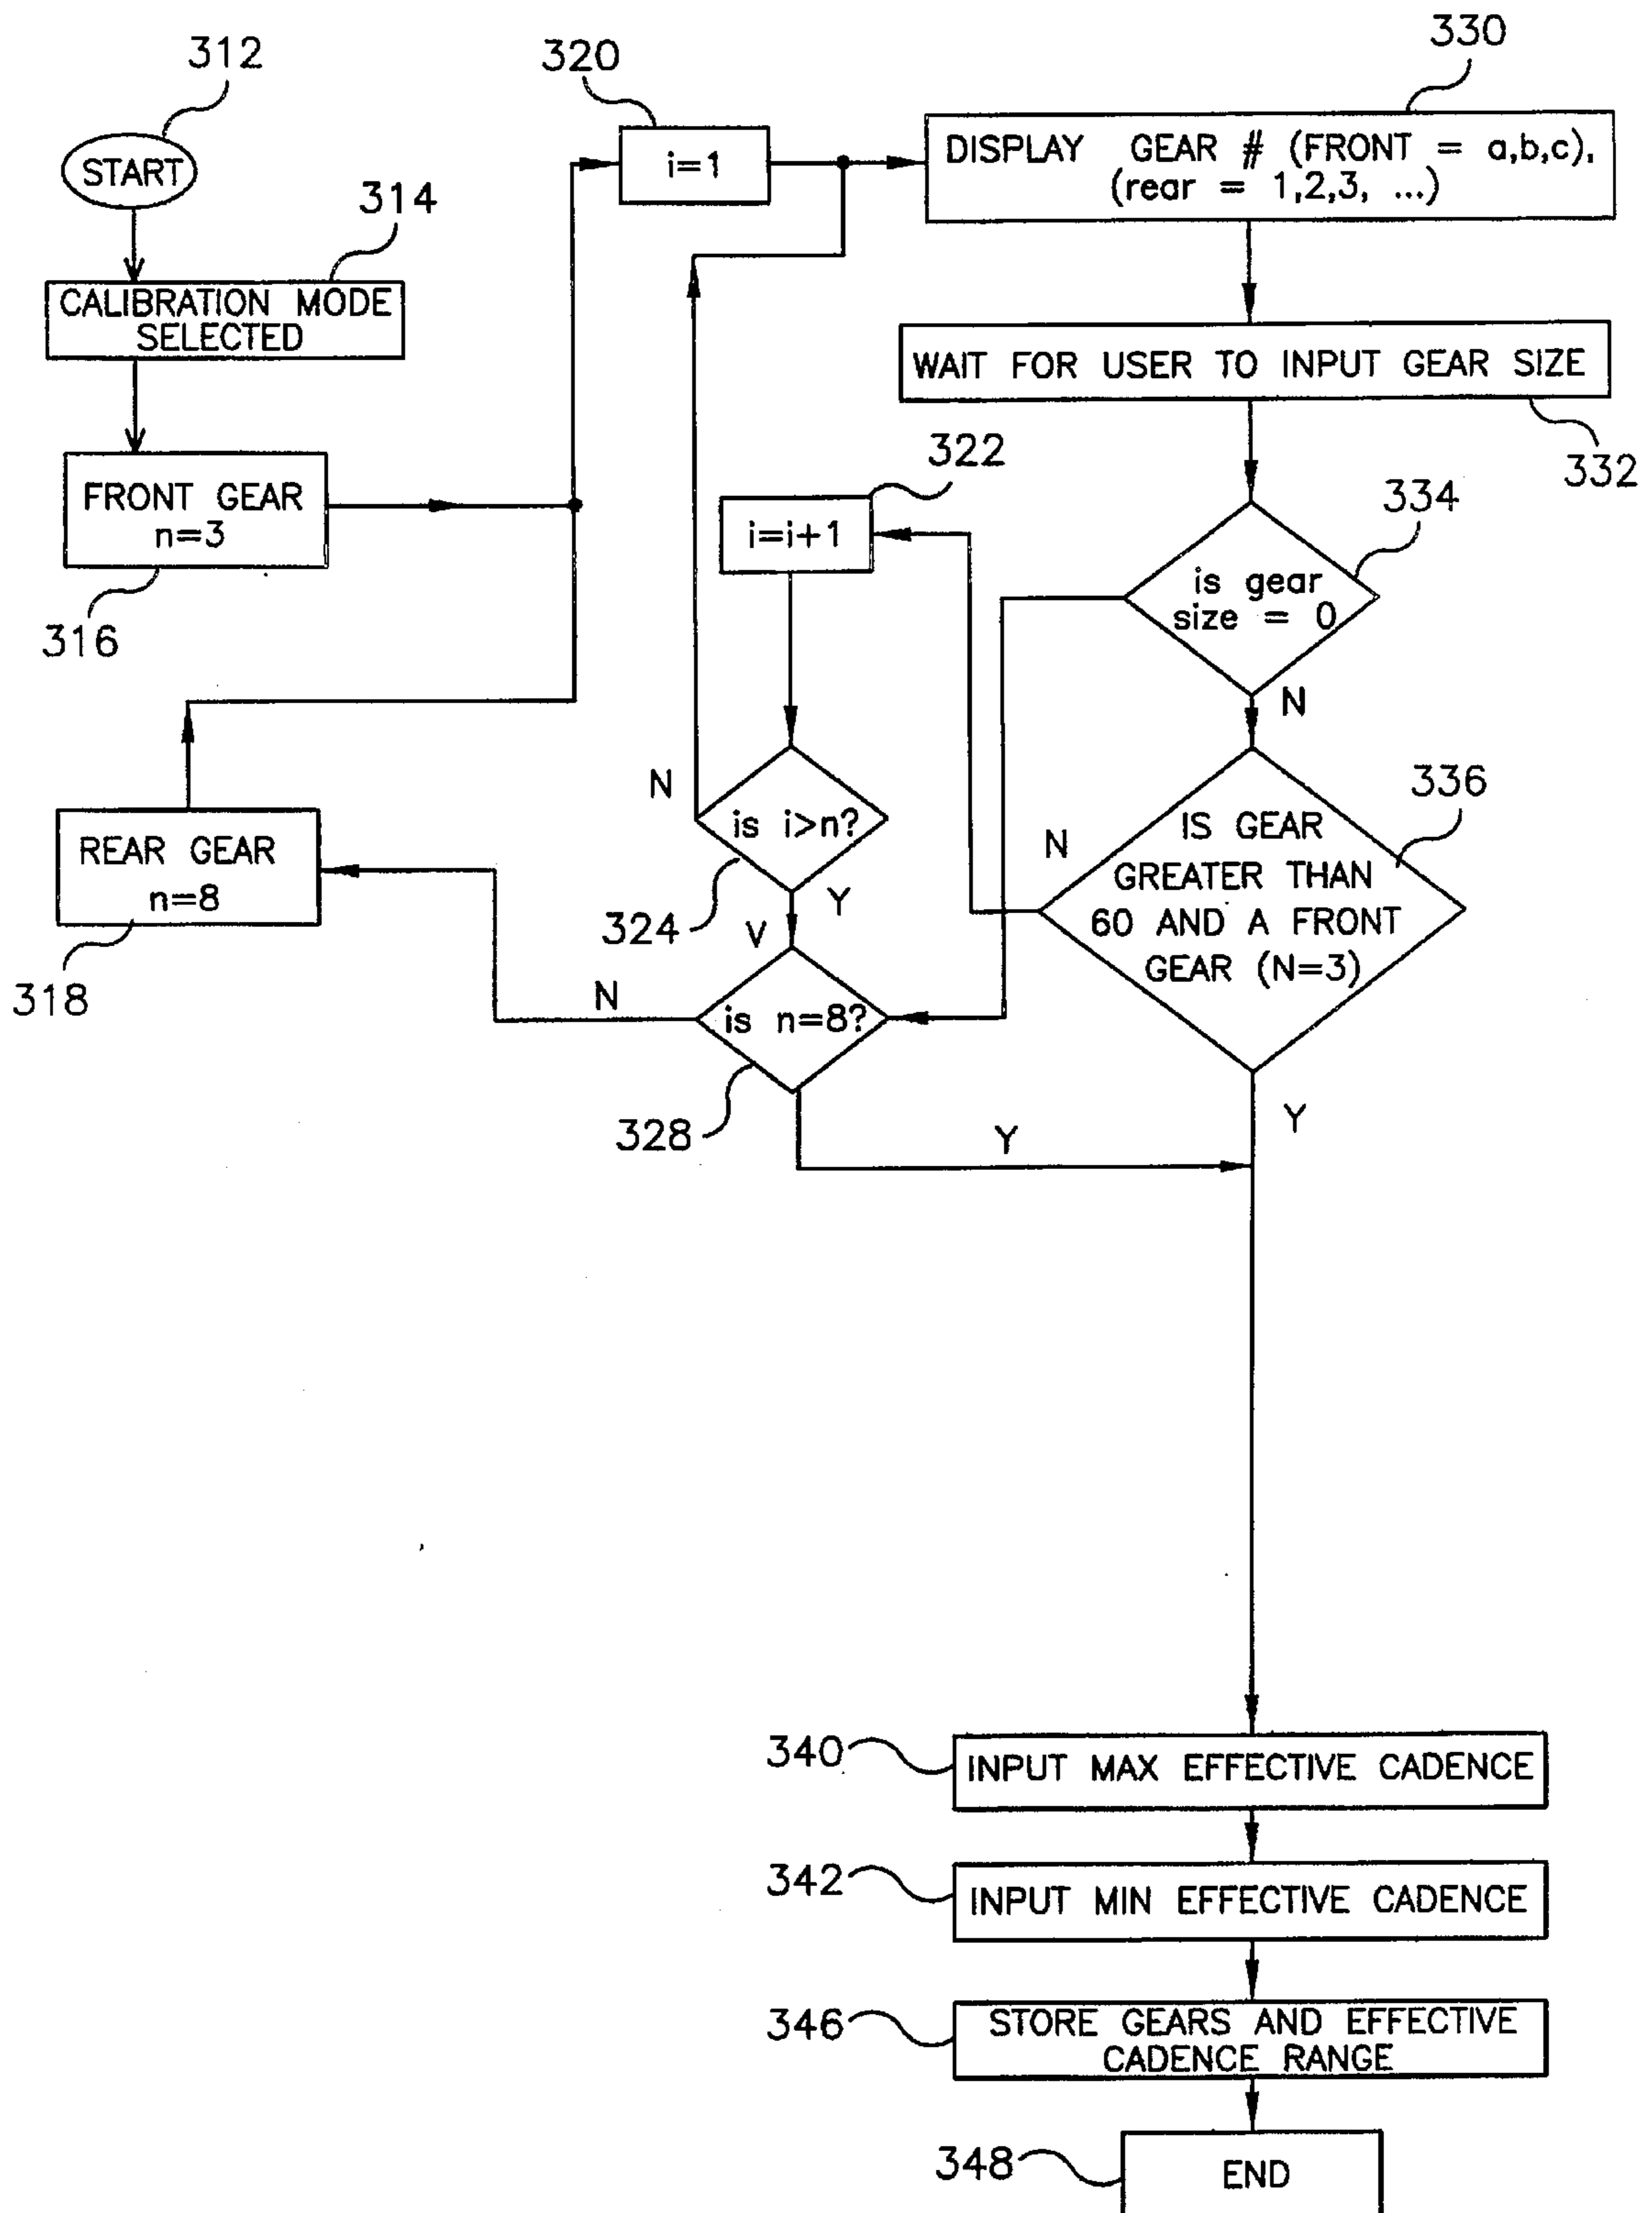 312
START
314
CALIBRATION MODE
SELECTED
FRONT GEAR
n=3
316
REAR GEAR
n=8
318
320
i=1
330
DISPLAY GEAR # (FRONT = a,b,c),
(rear = 1,2,3, ...)
WAIT FOR USER TO INPUT GEAR SIZE
332
322
i=i+1
334
is gear
size = 0
N
N
is i>n?
324
Y
V
336
N
IS GEAR
GREATER THAN
60 AND A FRONT
GEAR (N=3)
N
is n=8?
328
Y
Y
340
INPUT MAX EFFECTIVE CADENCE
342
INPUT MIN EFFECTIVE CADENCE
346
STORE GEARS AND EFFECTIVE
CADENCE RANGE
348
END